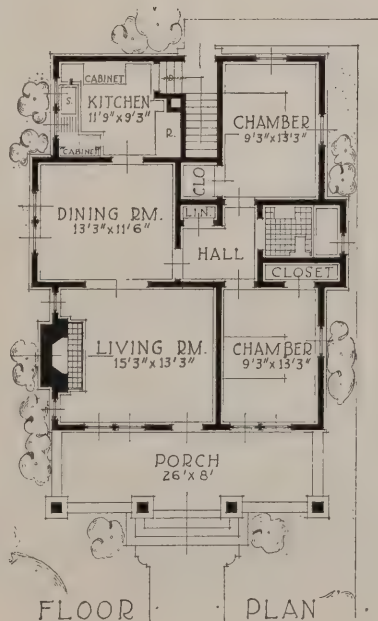 CABINET
D.
S.
KITCHEN
11'9"x9'3"
CABINET
R.
CHAMBER
9'3"x13'3"
CLO
LIN.
DINING RM.
13'3"x11'6"
HALL
CLOSET
LIVING RM.
15'3"x13'3"
CHAMBER
9'3"x13'3"
PORCH
26'x8'
FLOOR PLAN